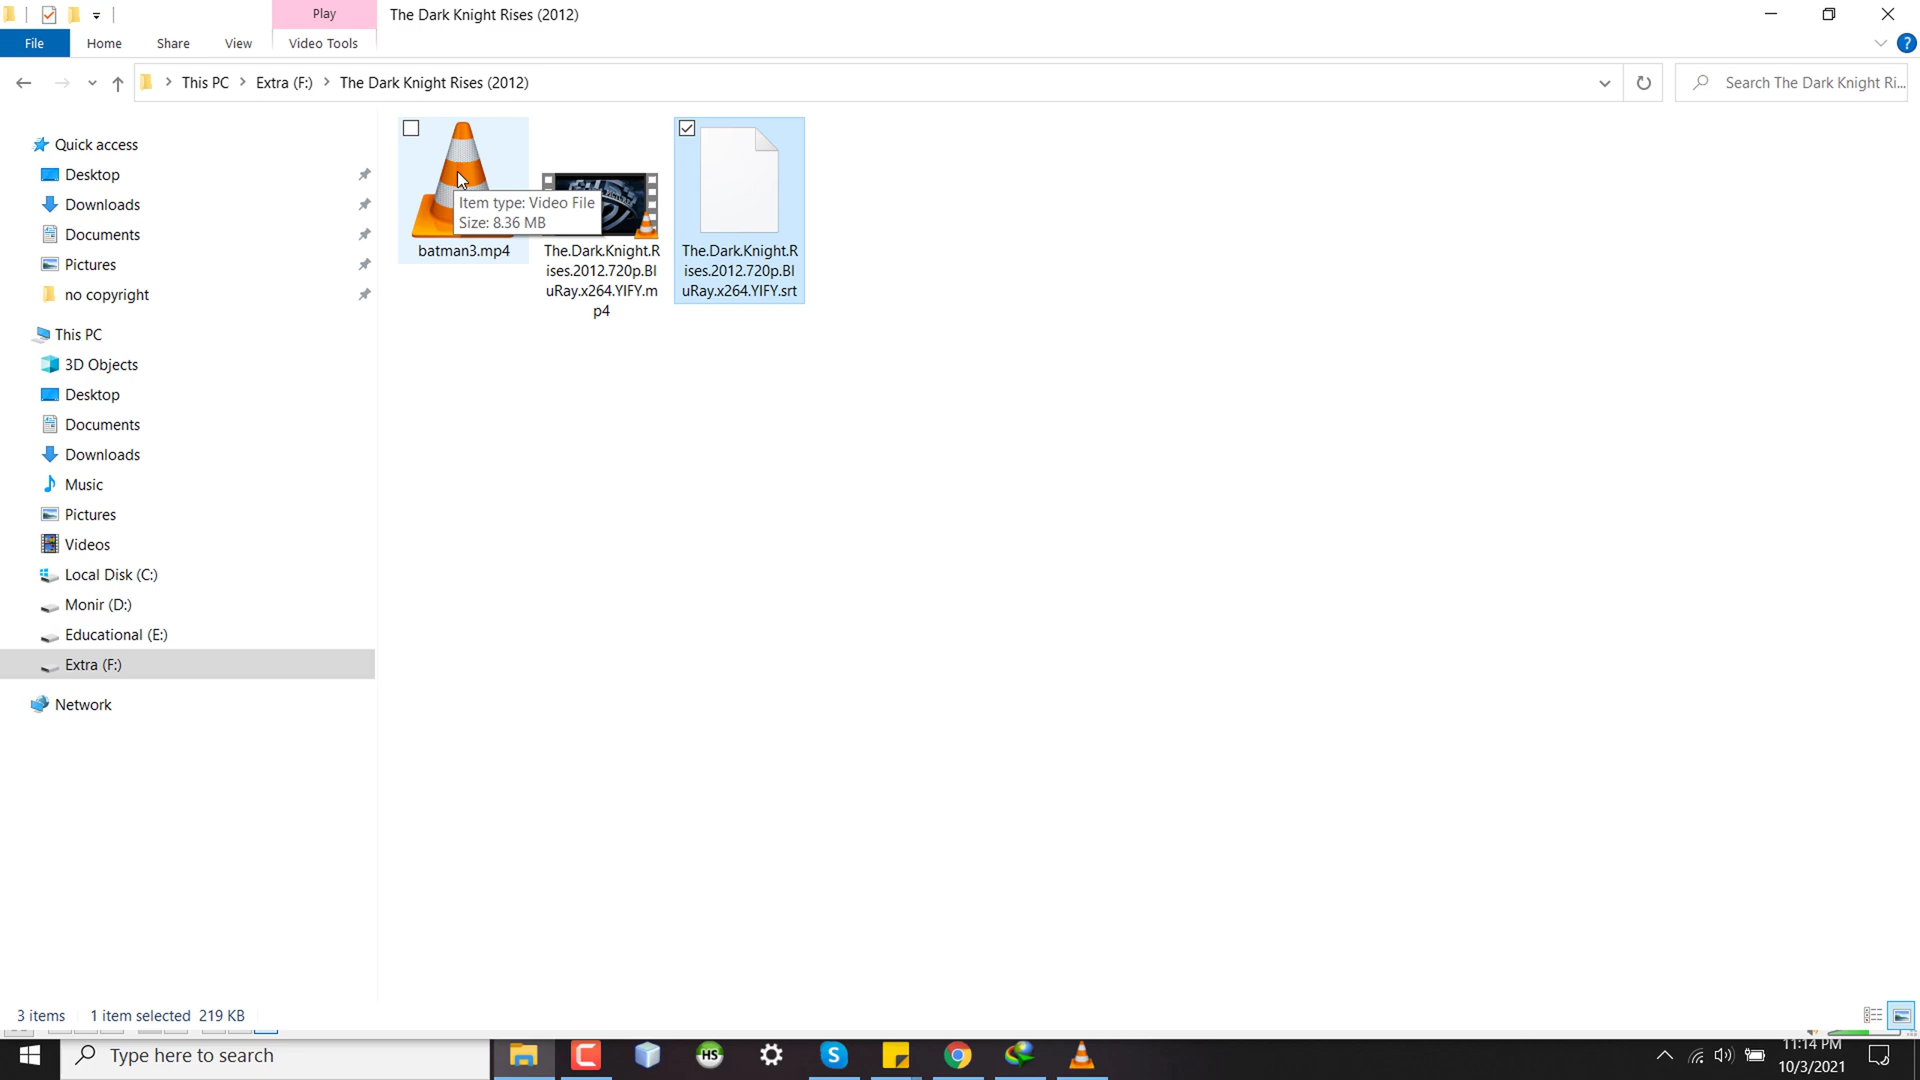 Play
The Dark Knight Rises (2012)
File
Home
Share
View
Video Tools
This PC
Extra (F:)
The Dark Knight Rises (2012)
Search The Dark Knight Ri...
Quick access
Desktop
Downloads
Documents
Pictures
no copyright
This PC
3D Objects
Desktop
Documents
Downloads
Music
Pictures
Videos
Local Disk (C:)
Monir (D:)
Educational (E:)
Extra (F:)
Network
Item type: Video File
Size: 8.36 MB
batman3.mp4
The.Dark.Knight.R
ises.2012.720p.Bl
uRay.x264.YIFY.m
p4
The.Dark.Knight.R
ises.2012.720p.Bl
uRay.x264.YIFY.srt
3 items
1 item selected 219 KB
Type here to search
HS
11:14 PM
10/3/2021